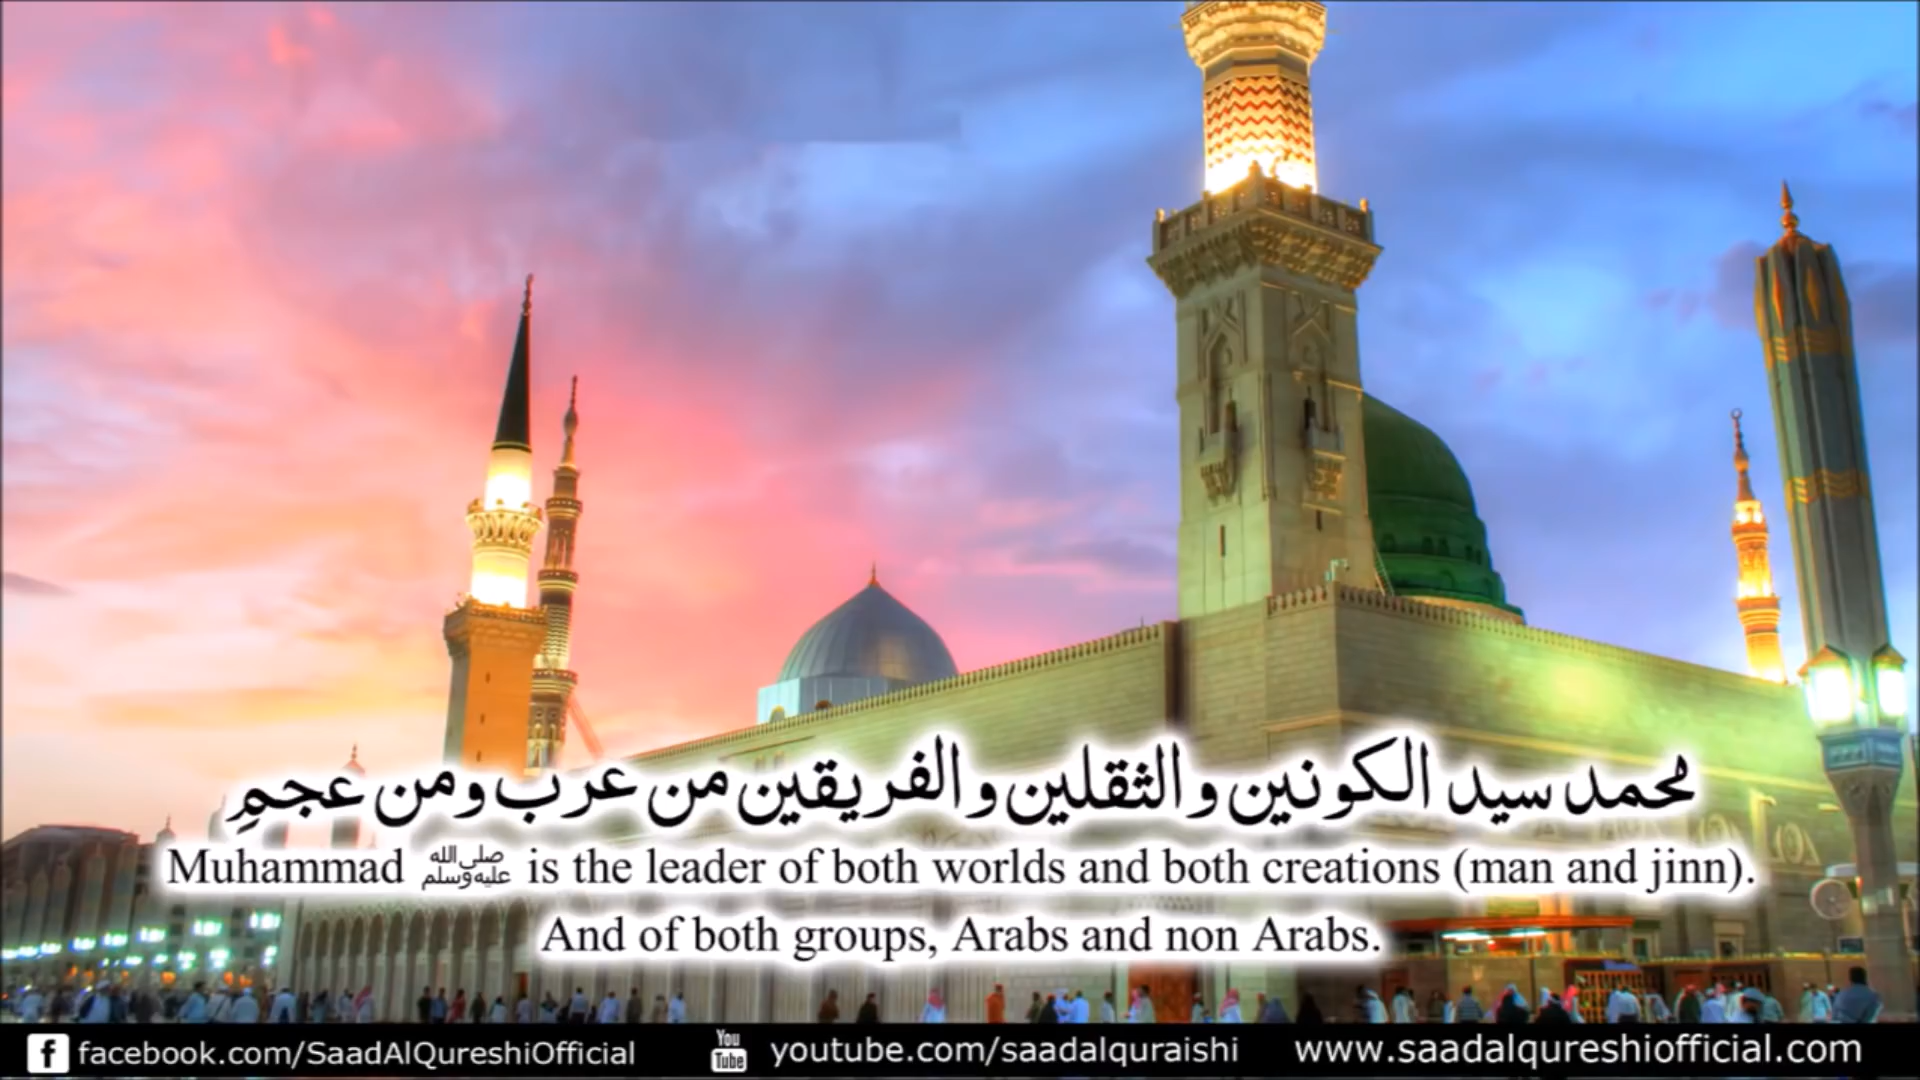 محمد سيد الكونين والثقلين والفريقين من عرب ومن عجمِ
Muhammad ﷺ is the leader of both worlds and both creations (man and jinn).
And of both groups, Arabs and non Arabs.
f facebook.com/SaadAlQureshiOfficial You Tube youtube.com/saadalquraishi www.saadalqureshiofficial.com